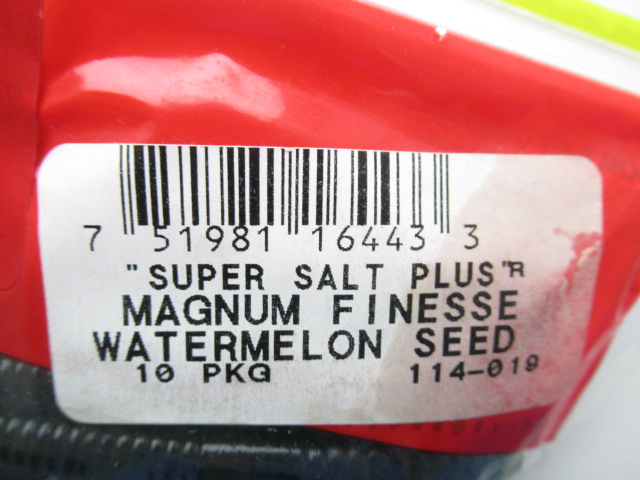 7 51981 16443 3
"SUPER SALT PLUS"R
MAGNUM FINESSE
WATERMELON SEED
10 PKG 114-019